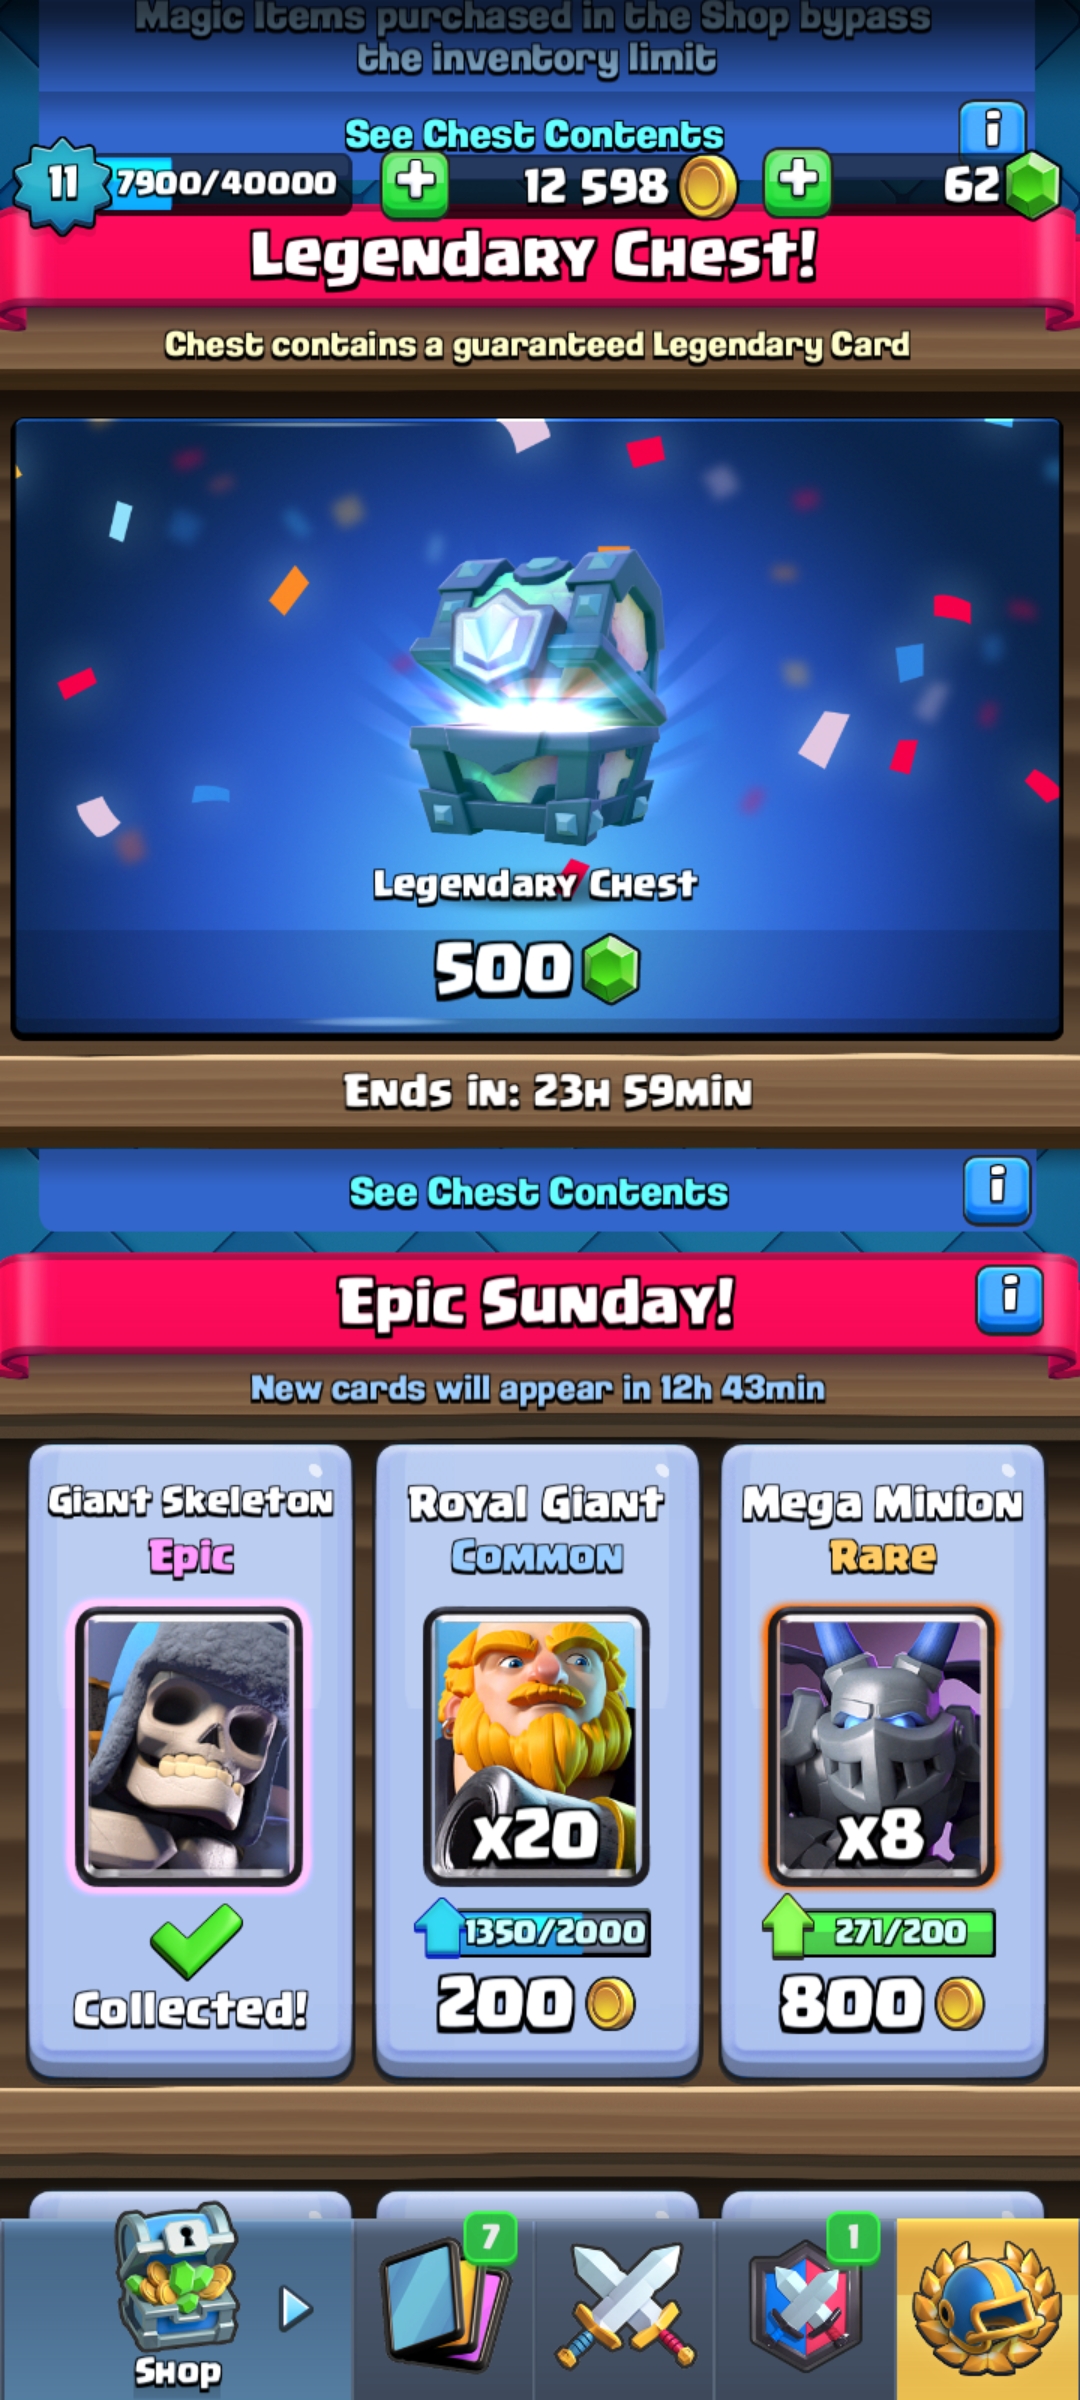 Magic Items purchased in the Shop bypass
the inventory limit
See Chest Contents
i
11
7900/40000
12 598
62
Legendary Chest!
Chest contains a guaranteed Legendary Card
Legendary Chest
500
Ends in: 23h 59min
See Chest Contents
i
Epic Sunday!
i
New cards will appear in 12h 43min
Giant Skeleton
Epic
Collected!
Royal Giant
Common
x20
1350/2000
200
Mega Minion
Rare
x8
271/200
800
Shop
7
1